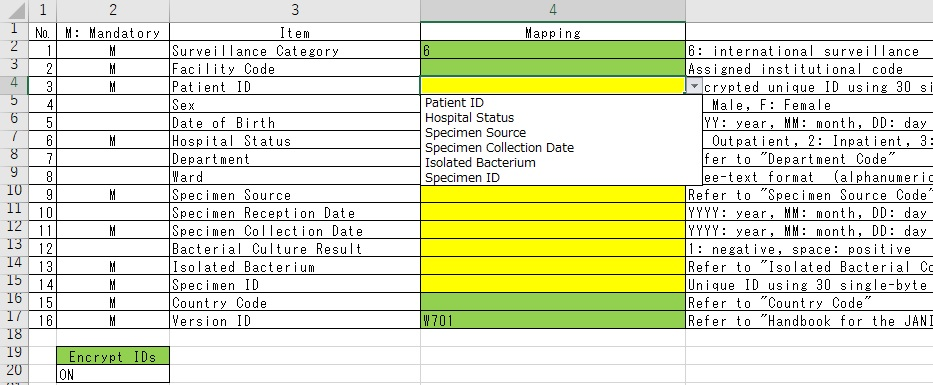 1 2 3 4
1 No. M: Mandatory Item Mapping
2 1 M Surveillance Category 6 6: international surveillance
3 2 M Facility Code Assigned institutional code
4 3 M Patient ID crypted unique ID using 30 si
5 4 Sex Patient ID Male, F: Female
6 5 Date of Birth Hospital Status YY: year, MM: month, DD: day
7 6 M Hospital Status Specimen Source Outpatient, 2: Inpatient, 3:
8 7 Department Specimen Collection Date fer to "Department Code"
9 8 Ward Isolated Bacterium ee-text format (alphanumeric
Specimen ID
10 9 M Specimen Source Refer to "Specimen Source Code"
11 10 Specimen Reception Date YYYY: year, MM: month, DD: day
12 11 M Specimen Collection Date YYYY: year, MM: month, DD: day
13 12 Bacterial Culture Result 1: negative, space: positive
14 13 M Isolated Bacterium Refer to "Isolated Bacterial Co
15 14 M Specimen ID Unique ID using 30 single-byte
16 15 M Country Code Refer to "Country Code"
17 16 M Version ID W701 Refer to "Handbook for the JANI
18
19 Encrypt IDs
20 ON